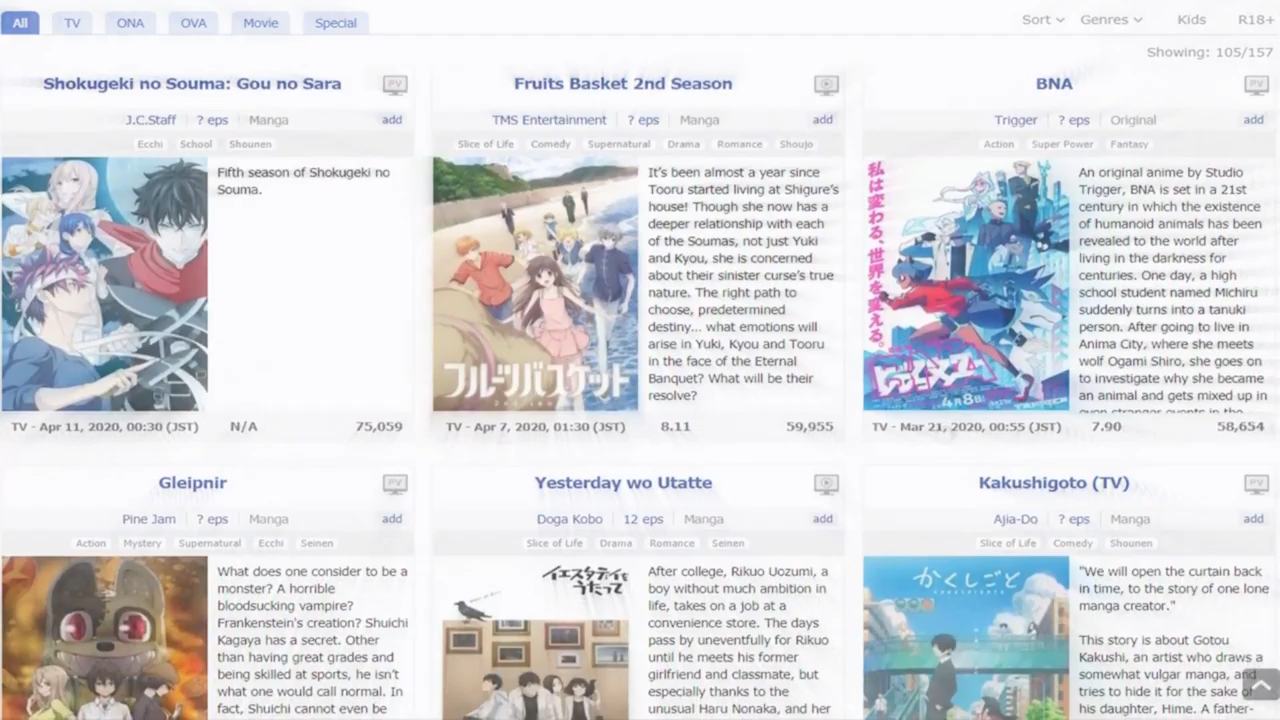 All TV ONA OVA Movie Special Sort Genres Kids R18+
Showing: 105/157
Shokugeki no Souma: Gou no Sara
J.C.Staff ? eps Manga add
Ecchi School Shounen
Fifth season of Shokugeki no
Souma.
TV - Apr 11, 2020, 00:30 (JST) N/A 75,059
Fruits Basket 2nd Season
TMS Entertainment ? eps Manga add
Slice of Life Comedy Supernatural Drama Romance Shoujo
フルーツバスケット
It's been almost a year since
Tooru started living at Shigure's
house! Though she now has a
deeper relationship with each
of the Soumas, not just Yuki
and Kyou, she is concerned
about their sinister curse's true
nature. The right path to
choose, predetermined
destiny... what emotions will
arise in Yuki, Kyou and Tooru
in the face of the Eternal
Banquet? What will be their
resolve?
TV - Apr 7, 2020, 01:30 (JST) 8.11 59,955
BNA
PV
Trigger ? eps Original add
Action Super Power Fantasy
私は変わる、世界を変える。
4月8日
An original anime by Studio
Trigger, BNA is set in a 21st
century in which the existence
of humanoid animals has been
revealed to the world after
living in the darkness for
centuries. One day, a high
school student named Michiru
suddenly turns into a tanuki
person. After going to live in
Anima City, where she meets
wolf Ogami Shiro, she goes on
to investigate why she became
an animal and gets mixed up in
even stranger events in the
TV - Mar 21, 2020, 00:55 (JST) 7.90 58,654
Gleipnir
PV
Pine Jam ? eps Manga add
Action Mystery Supernatural Ecchi Seinen
What does one consider to be a
monster? A horrible
bloodsucking vampire?
Frankenstein's creation? Shuichi
Kagaya has a secret. Other
than having great grades and
being skilled at sports, he isn't
what one would call normal. In
fact, Shuichi cannot even be
Yesterday wo Utatte
Doga Kobo 12 eps Manga add
Slice of Life Drama Romance Seinen
イエスタデイを
うたって
After college, Rikuo Uozumi, a
boy without much ambition in
life, takes on a job at a
convenience store. The days
pass by uneventfully for Rikuo
until he meets his former
girlfriend and classmate, but
especially thanks to the
unusual Haru Nonaka, and her
Kakushigoto (TV)
PV
Ajia-Do ? eps Manga add
Slice of Life Comedy Shounen
かくしごと
"We will open the curtain back
in time, to the story of one lone
manga creator."
This story is about Gotou
Kakushi, an artist who draws a
somewhat vulgar manga, and
tries to hide it for the sake of
his daughter, Hime. A father-